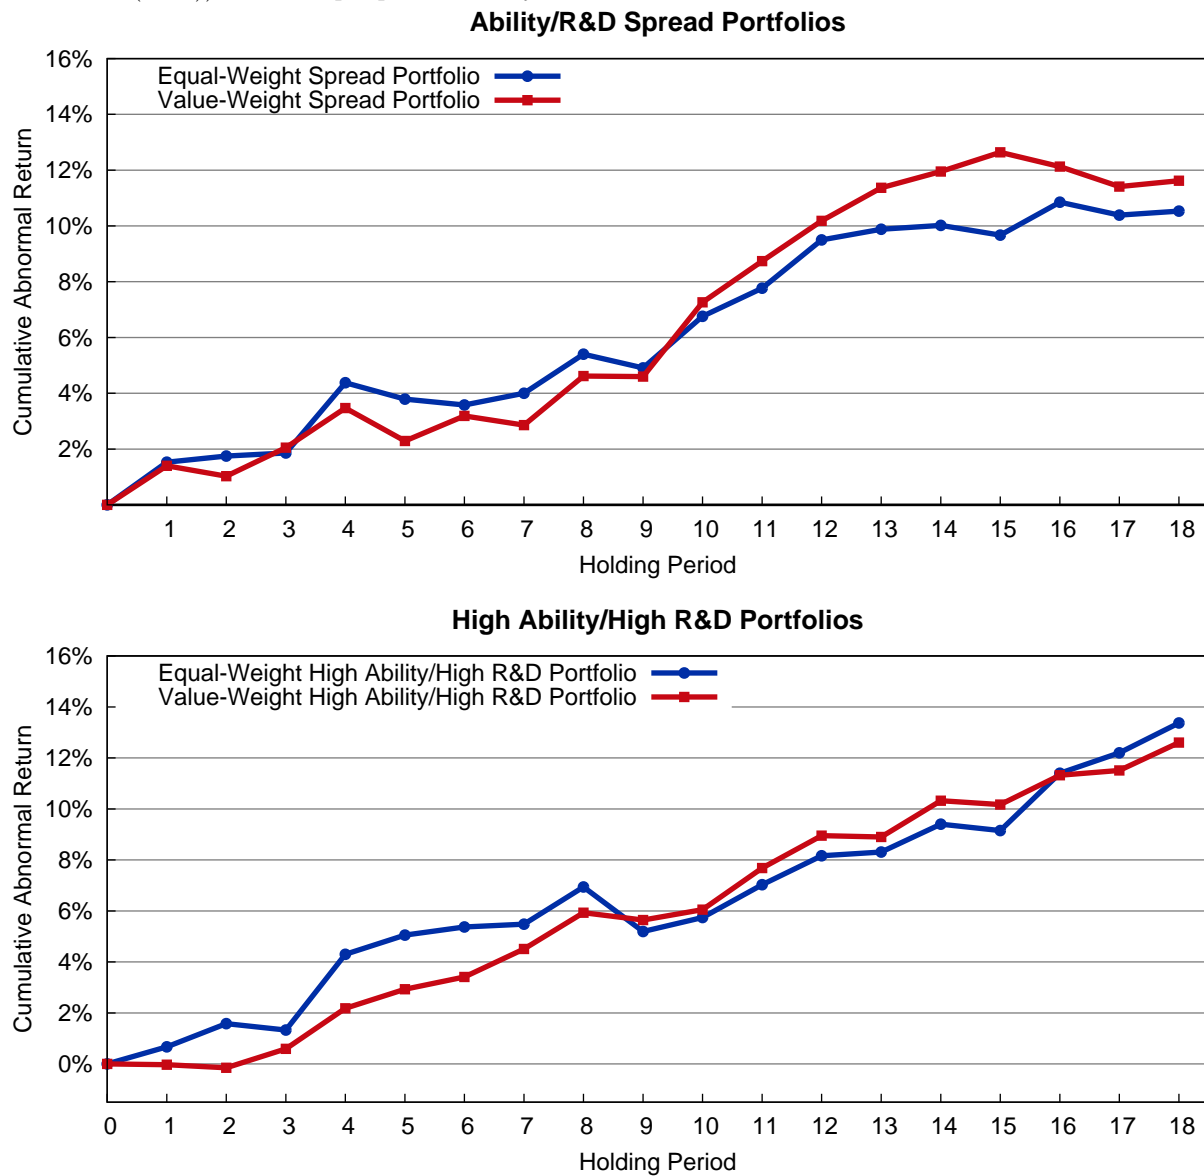 Ability/R&D Spread Portfolios
16%
14%
12%
10%
8%
6%
4%
2%
Cumulative Abnormal Return
Equal-Weight Spread Portfolio
Value-Weight Spread Portfolio
1 2 3 4 5 6 7 8 9 10 11 12 13 14 15 16 17 18
Holding Period
High Ability/High R&D Portfolios
16%
14%
12%
10%
8%
6%
4%
2%
0%
Cumulative Abnormal Return
Equal-Weight High Ability/High R&D Portfolio
Value-Weight High Ability/High R&D Portfolio
0 1 2 3 4 5 6 7 8 9 10 11 12 13 14 15 16 17 18
Holding Period